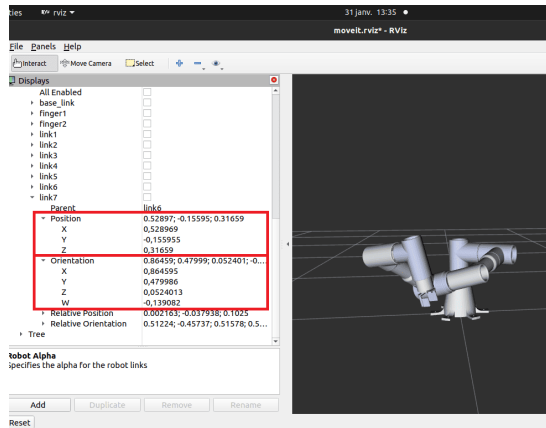 ties rviz 31 janv. 13:35
moveit.rviz* - RViz
File Panels Help
Interact Move Camera Select
Displays
All Enabled
base_link
finger1
finger2
link1
link2
link3
link4
link5
link6
link7
Parent link6
Position 0.52897; -0.15595; 0.31659
X 0,528969
Y -0,155955
Z 0,31659
Orientation 0.86459; 0.47999; 0.052401; -0...
X 0,864595
Y 0,479986
Z 0,0524013
W -0,139082
Relative Position 0.002163; -0.037938; 0.1025
Relative Orientation 0.51224; -0.45737; 0.51578; 0.5...
Tree
Robot Alpha
Specifies the alpha for the robot links
Add Duplicate Remove Rename
Reset